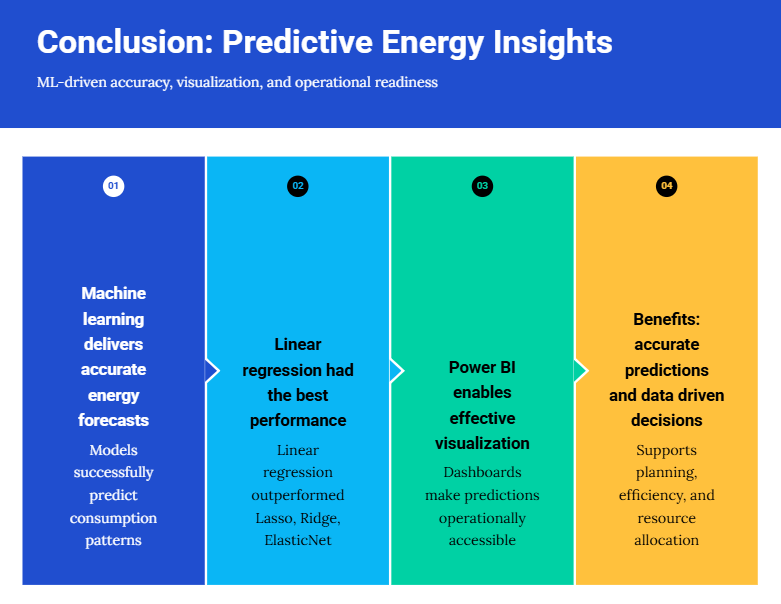 Conclusion: Predictive Energy Insights
ML-driven accuracy, visualization, and operational readiness
01
Machine
learning
delivers
accurate
energy
forecasts
Models
successfully
predict
consumption
patterns
02
Linear
regression had
the best
performance
Linear
regression
outperformed
Lasso, Ridge,
ElasticNet
03
Power BI
enables
effective
visualization
Dashboards
make predictions
operationally
accessible
04
Benefits:
accurate
predictions
and data driven
decisions
Supports
planning,
efficiency, and
resource
allocation